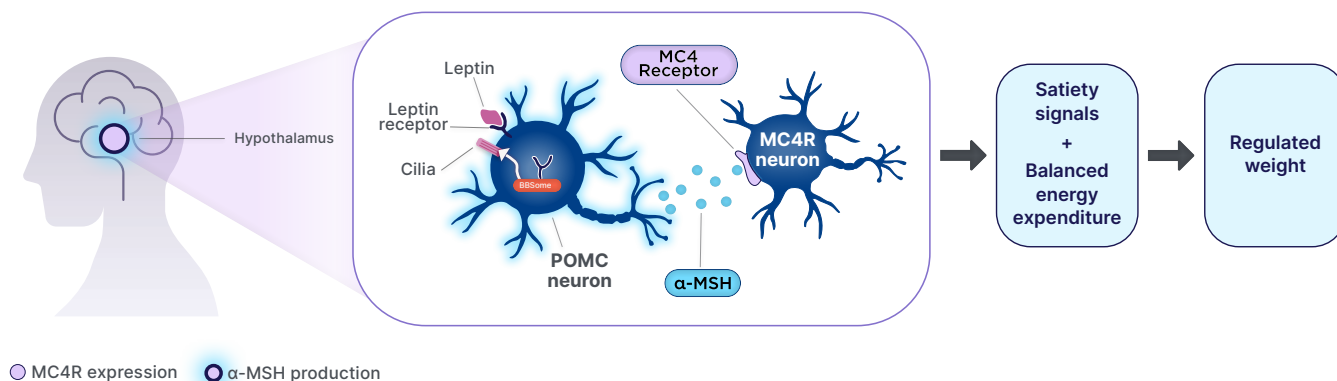 Hypothalamus
Leptin
Leptin
receptor
Cilia
BBSome
POMC
neuron
MC4
Receptor
MC4R
neuron
α-MSH
Satiety
signals
+
Balanced
energy
expenditure
Regulated
weight
MC4R expression
α-MSH production